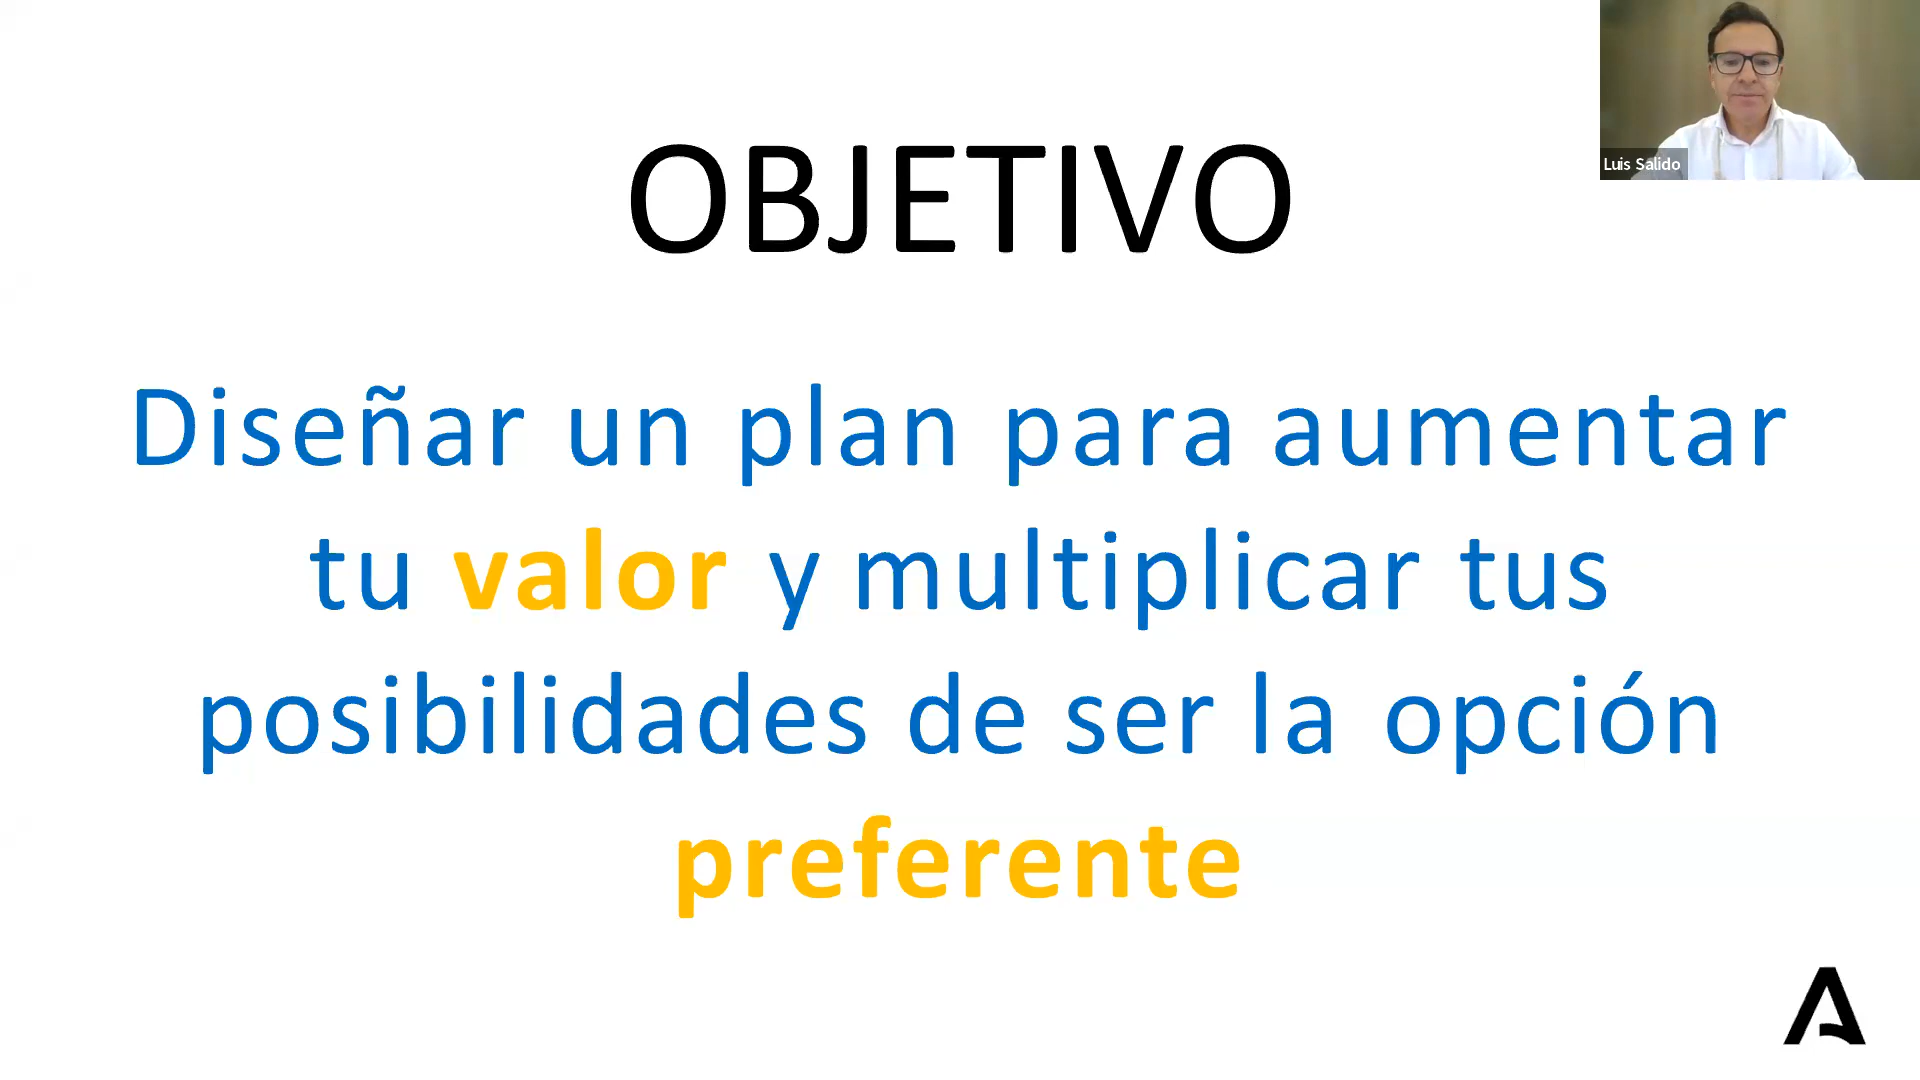 Luis Salido
OBJETIVO
Diseñar un plan para aumentar
tu valor y multiplicar tus
posibilidades de ser la opción
preferente